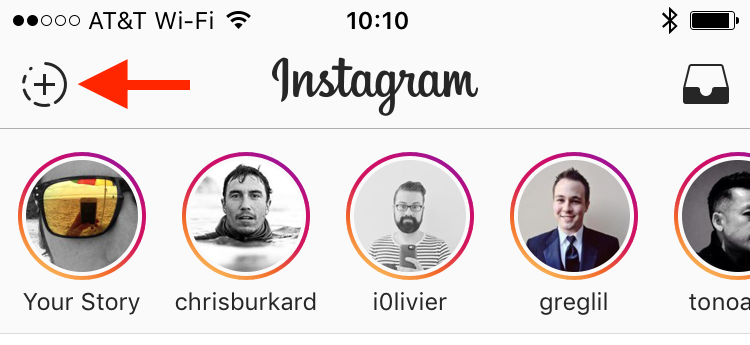 AT&T Wi-Fi 10:10
Instagram
Your Story chrisburkard i0livier greglil tonoa